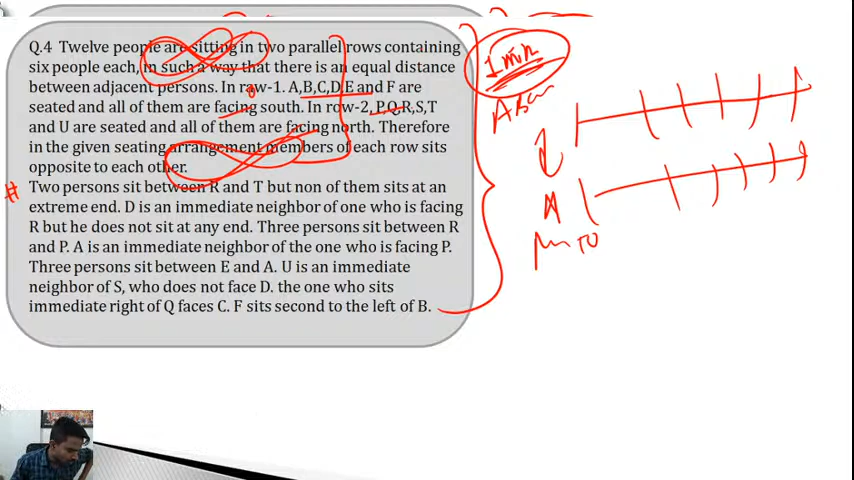 Q.4 Twelve people are sitting in two parallel rows containing
six people each, in such a way that there is an equal distance
between adjacent persons. In raw-1. A,B,C,D,E and F are
seated and all of them are facing south. In row-2, P,Q,R,S,T
and U are seated and all of them are facing north. Therefore
in the given seating arrangement members of each row sits
opposite to each other.
Two persons sit between R and T but non of them sits at an
extreme end. D is an immediate neighbor of one who is facing
R but he does not sit at any end. Three persons sit between R
and P. A is an immediate neighbor of the one who is facing P.
Three persons sit between E and A. U is an immediate
neighbor of S, who does not face D. the one who sits
immediate right of Q faces C. F sits second to the left of B.